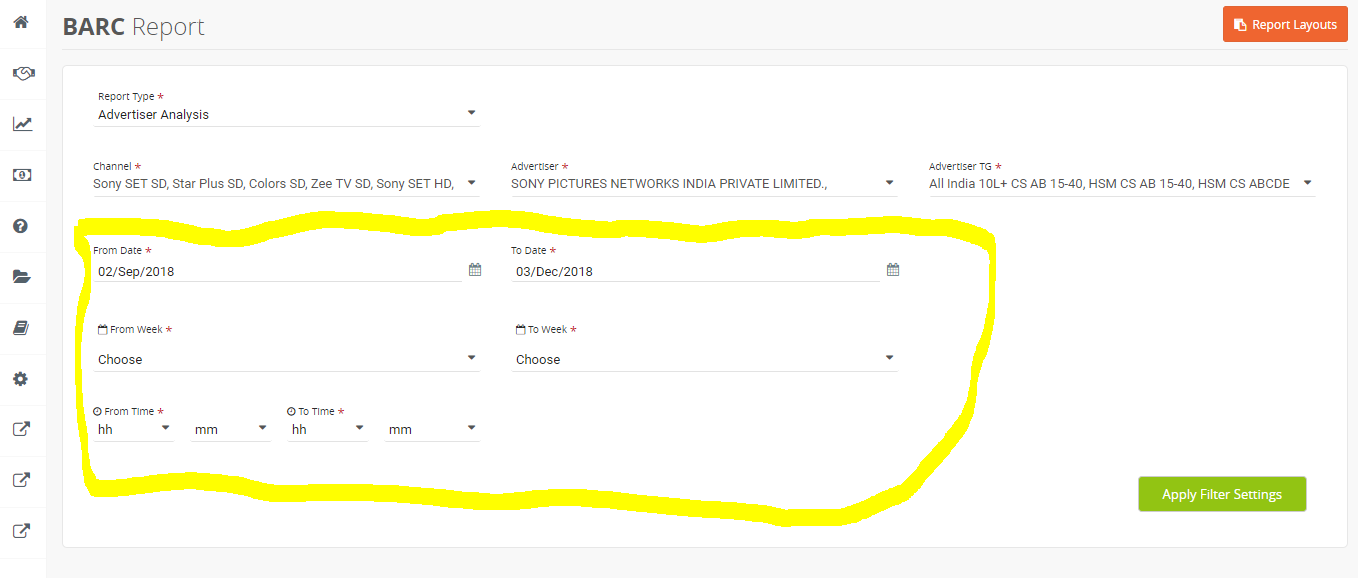 BARC Report
Report Layouts
Report Type *
Advertiser Analysis
Channel *
Advertiser *
Advertiser TG *
Sony SET SD, Star Plus SD, Colors SD, Zee TV SD, Sony SET HD,
SONY PICTURES NETWORKS INDIA PRIVATE LIMITED.,
All India 10L+ CS AB 15-40, HSM CS AB 15-40, HSM CS ABCDE
From Date *
To Date *
02/Sep/2018
03/Dec/2018
From Week *
To Week *
Choose
Choose
From Time *
To Time *
hh
mm
hh
mm
Apply Filter Settings